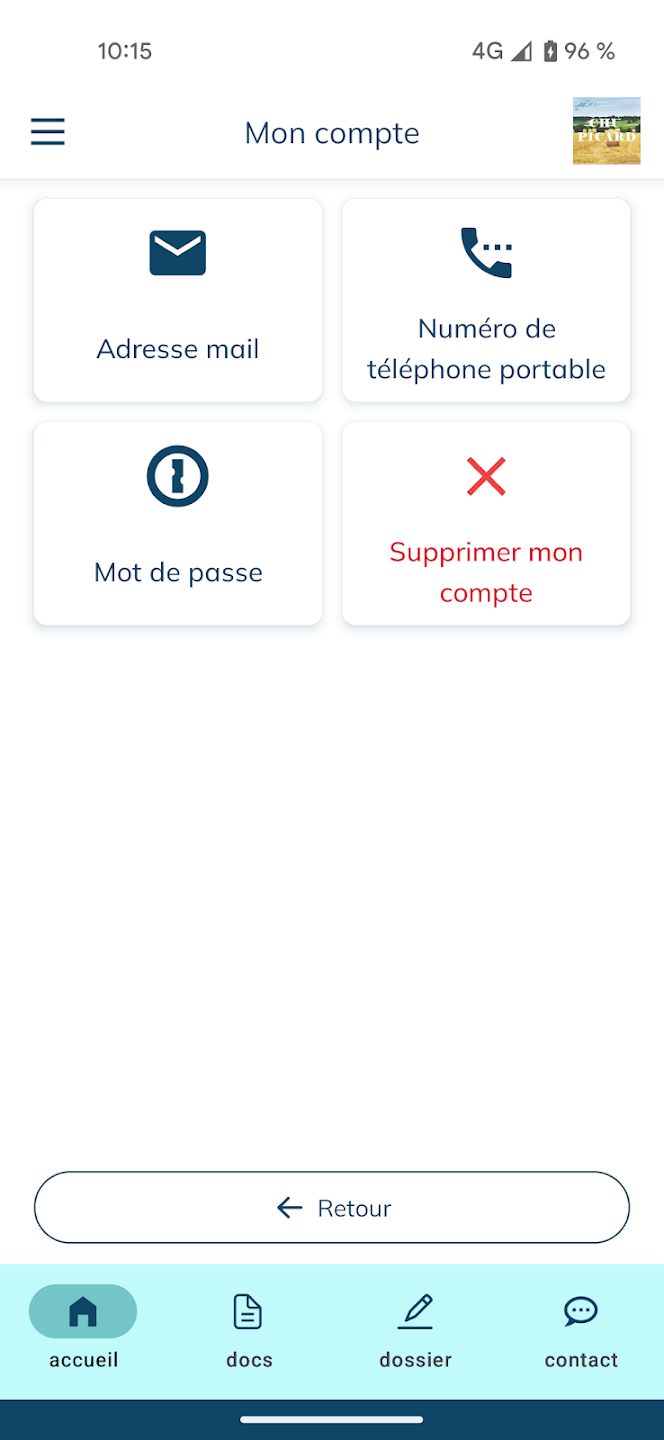 10:15
4G 96 %
Mon compte
CHU
PICARD
Adresse mail
Numéro de
téléphone portable
Mot de passe
Supprimer mon
compte
Retour
accueil
docs
dossier
contact